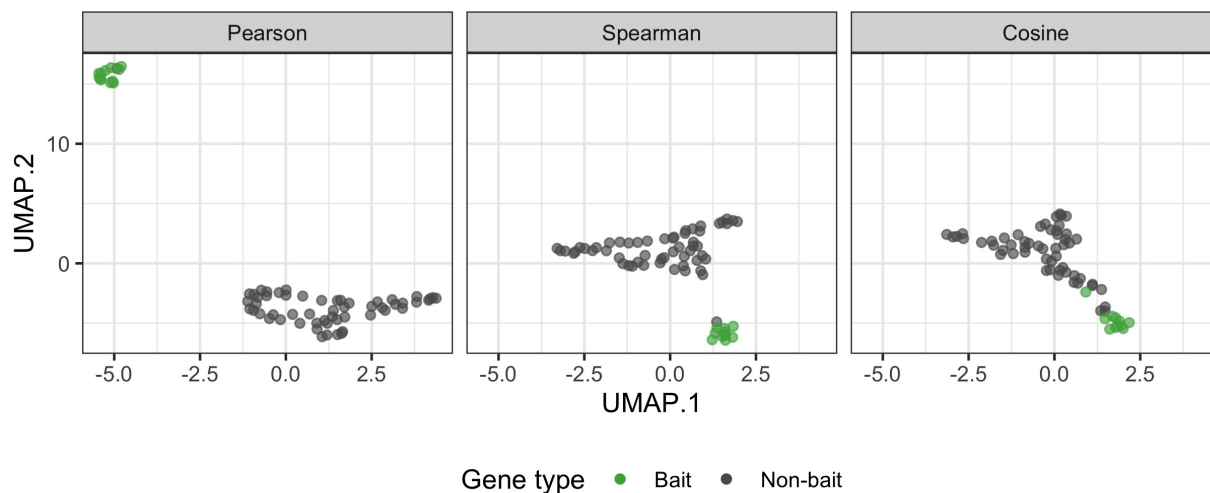 Pearson Spearman Cosine
10
0
UMAP.2
-5.0 -2.5 0.0 2.5 -5.0 -2.5 0.0 2.5 -5.0 -2.5 0.0 2.5
UMAP.1
Gene type Bait Non-bait